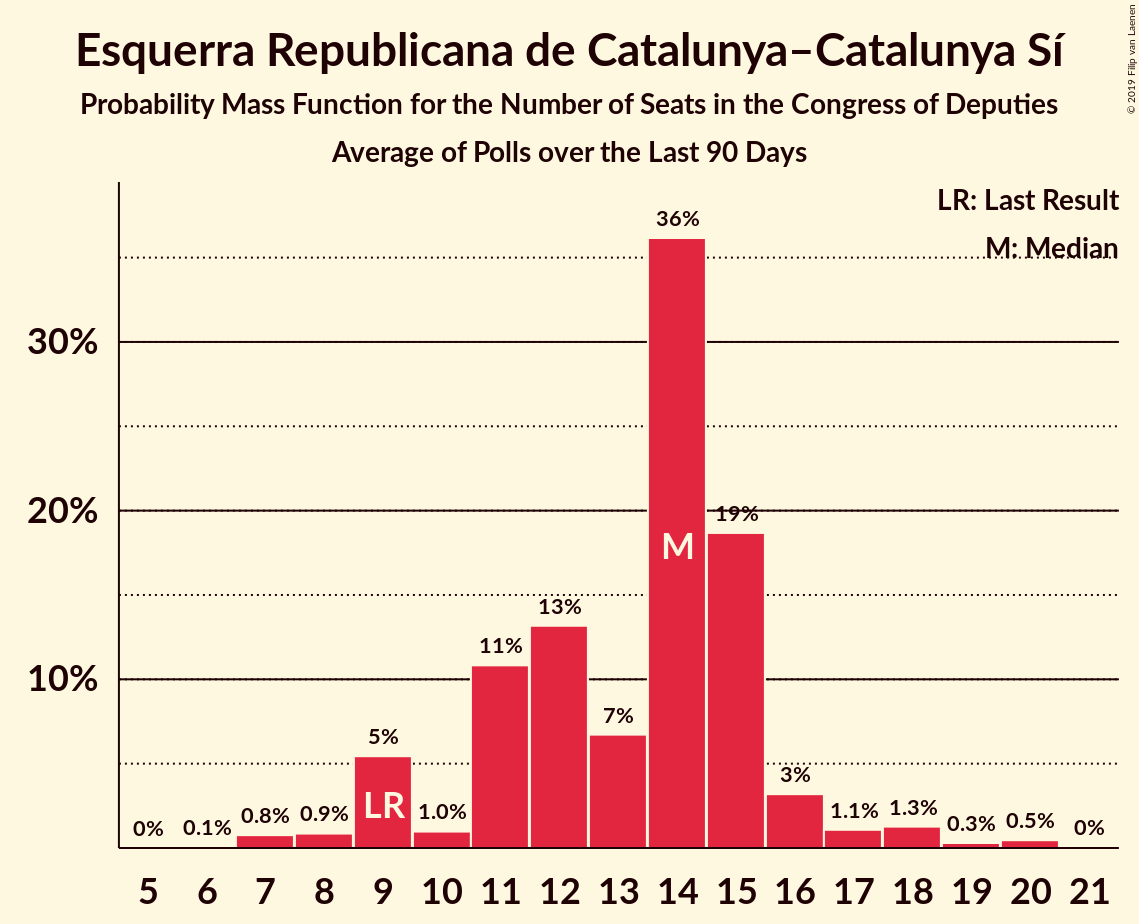 Esquerra Republicana de Catalunya–Catalunya Sí
Probability Mass Function for the Number of Seats in the Congress of Deputies
Average of Polls over the Last 90 Days
© 2019 Filip van Laenen
LR: Last Result
M: Median
30%
20%
10%
0%
0.1%
0.8%
0.9%
5%
1.0%
11%
13%
7%
36%
19%
3%
1.1%
1.3%
0.3%
0.5%
0%
LR
M
5 6 7 8 9 10 11 12 13 14 15 16 17 18 19 20 21